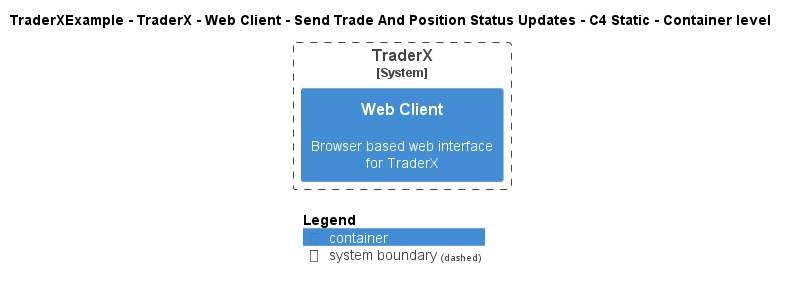 TraderXExample - TraderX - Web Client - Send Trade And Position Status Updates - C4 Static - Container level
TraderX
[System]
Web Client
Browser based web interface
for TraderX
Legend
container
system boundary (dashed)